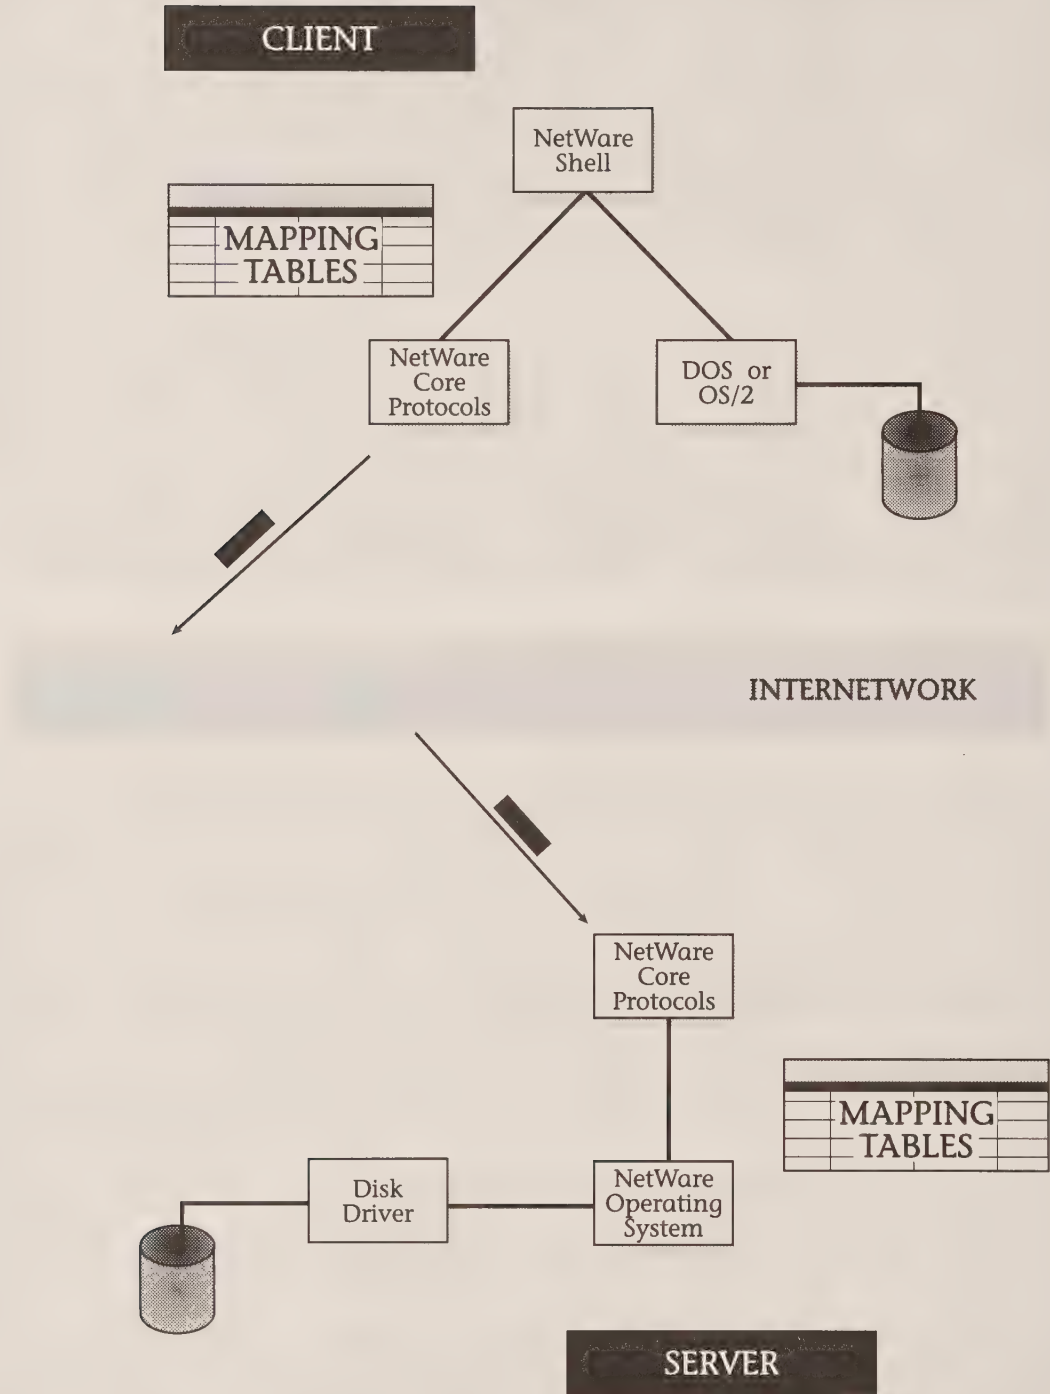 CLIENT
NetWare
Shell
MAPPING
TABLES
NetWare
Core
Protocols
DOS or
OS/2
INTERNETWORK
NetWare
Core
Protocols
MAPPING
TABLES
Disk
Driver
NetWare
Operating
System
SERVER